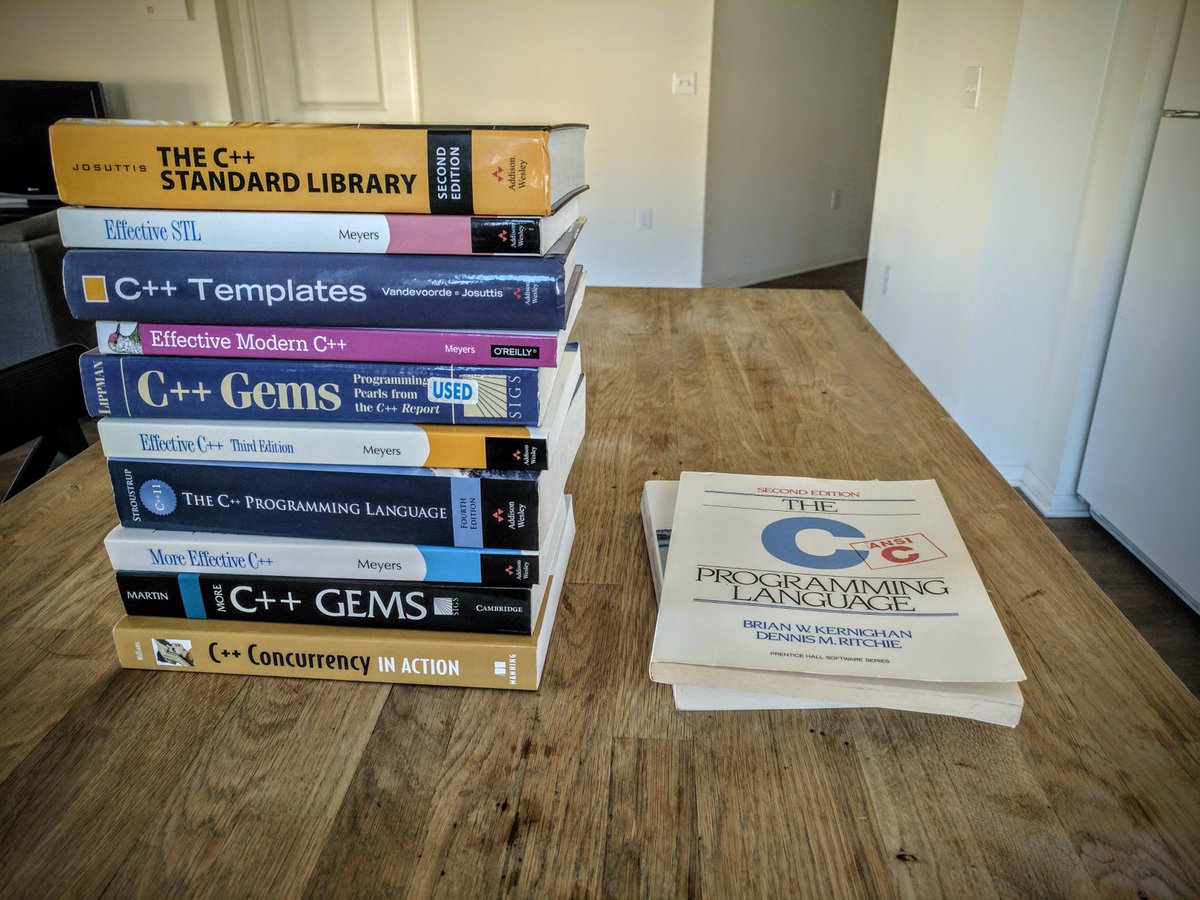 JOSUTTIS
THE C++
STANDARD LIBRARY
SECOND
EDITION
Addison
Wesley
Effective STL
Meyers
Addison
Wesley
C++ Templates
Vandevoorde ▫ Josuttis
Addison
Wesley
Effective Modern C++
Meyers
O'REILLY®
LIPPMAN
C++ Gems
Programming
Pearls from
the C++ Report
USED
SIGS
Effective C++ Third Edition
Meyers
Addison
Wesley
STROUSTRUP
C++11
THE C++ PROGRAMMING LANGUAGE
FOURTH
EDITION
Addison
Wesley
More Effective C++
Meyers
Addison
Wesley
MARTIN
MORE
C++ GEMS
SIGS
CAMBRIDGE
Williams
C++ Concurrency IN ACTION
MANNING
SECOND EDITION
THE
C
ANSI
C
PROGRAMMING
LANGUAGE
BRIAN W. KERNIGHAN
DENNIS M. RITCHIE
PRENTICE HALL SOFTWARE SERIES